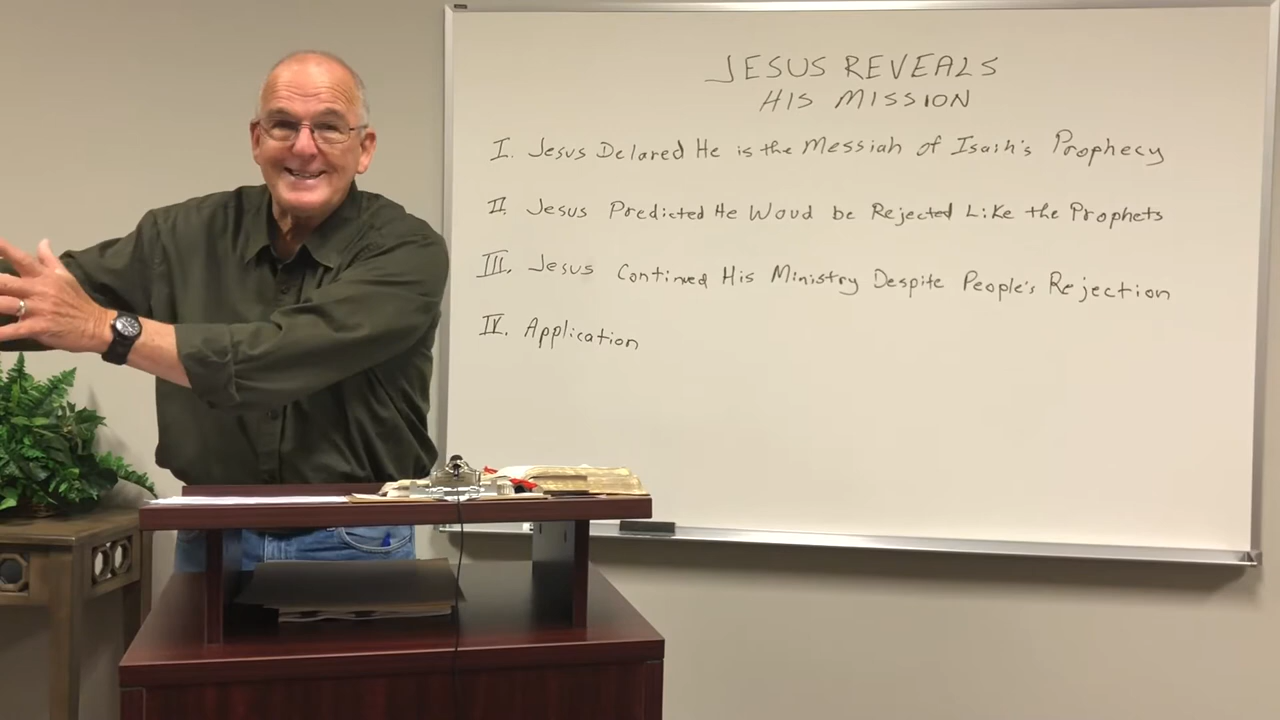 JESUS REVEALS
HIS MISSION
I. Jesus Delared He is the Messiah of Isaih's Prophecy
II. Jesus Predicted He Woud be Rejected Like the Prophets
III. Jesus Contined His Ministry Despite People's Rejection
IV. Application